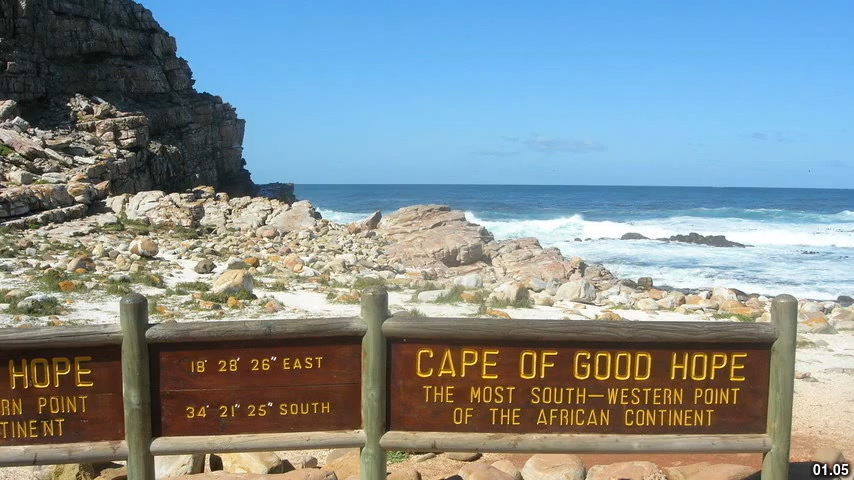 HOPE
RN POINT
TINENT
18° 28' 26" EAST
34° 21' 25" SOUTH
CAPE OF GOOD HOPE
THE MOST SOUTH–WESTERN POINT
OF THE AFRICAN CONTINENT
01.05